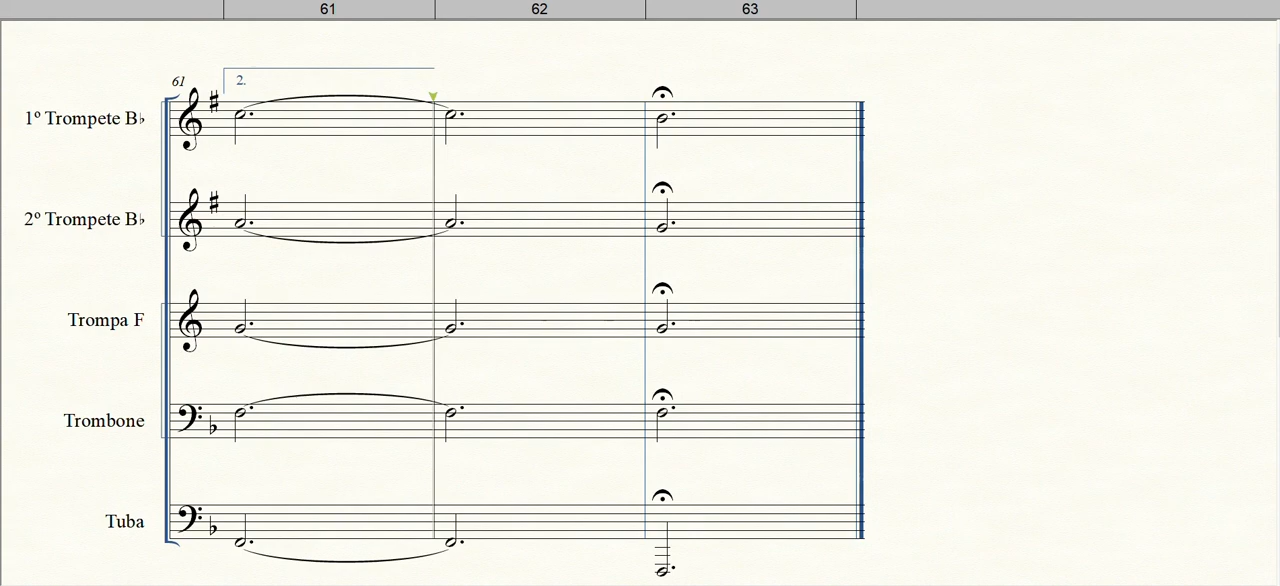 61 62 63
61 2.
1º Trompete B♭
2º Trompete B♭
Trompa F
Trombone
Tuba